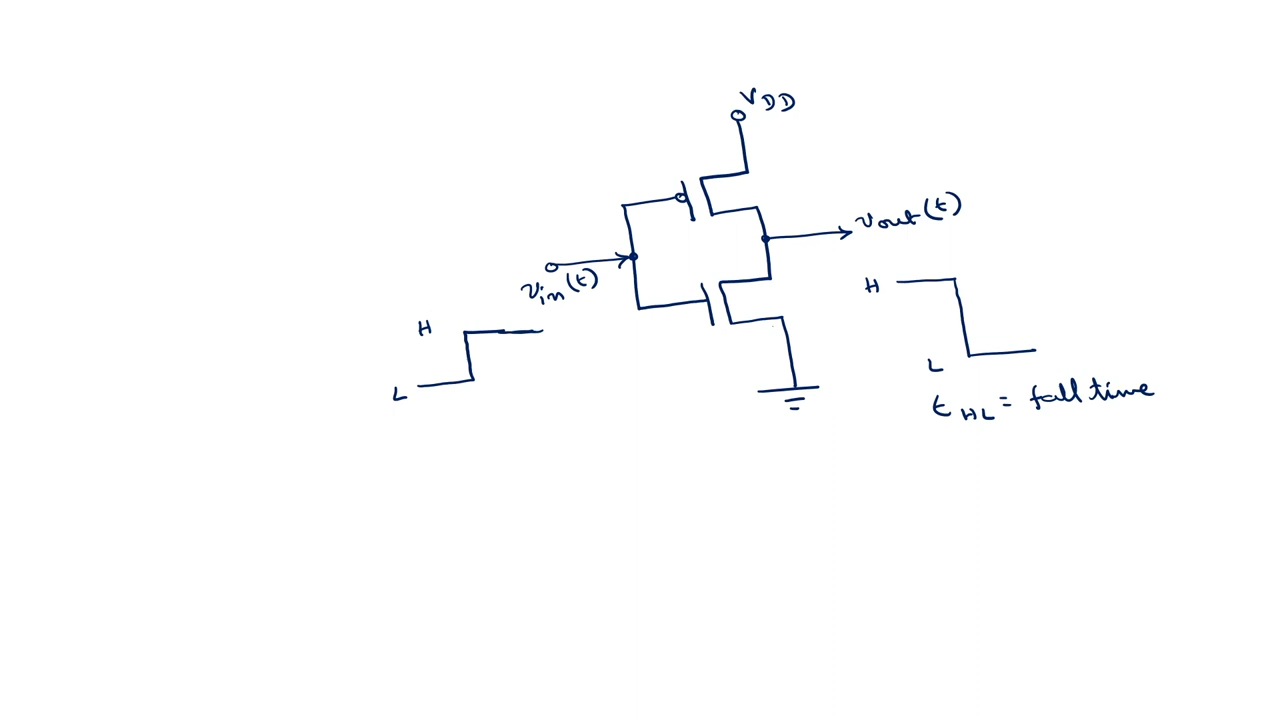 VDD
vout(t)
vin(t)
H
L
H
L
tHL = fall time